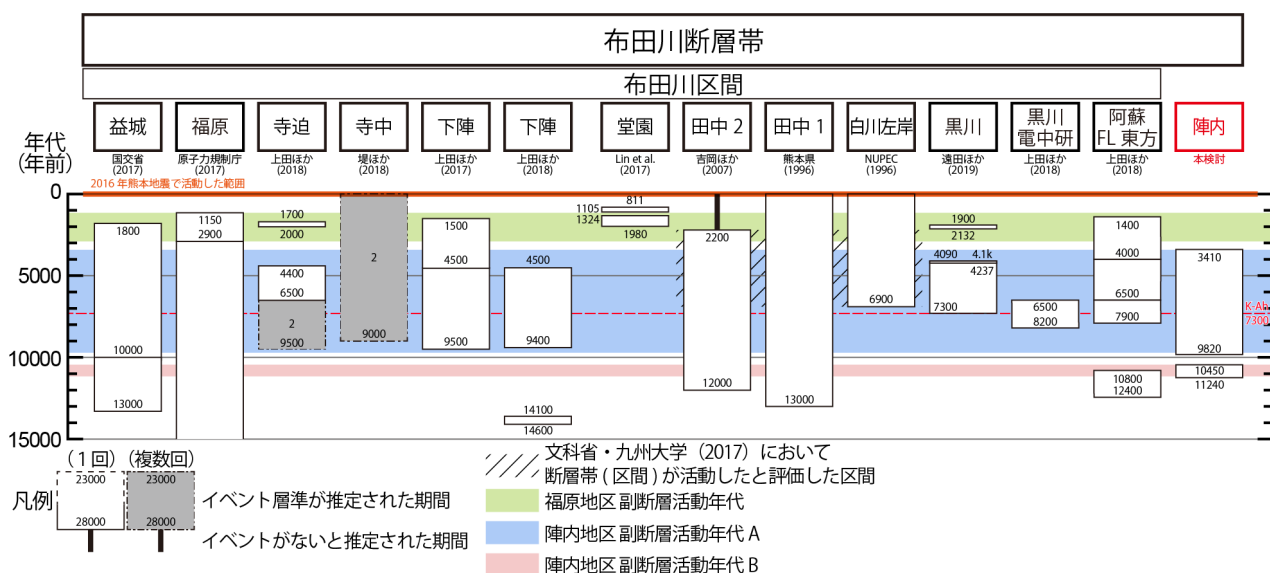 布田川断層帯
布田川区間
益城 福原 寺迫 寺中 下陣 下陣 堂園 田中 2 田中 1 白川左岸 黒川 黒川 電中研 阿蘇 FL 東方 陣内
国交省 (2017) 原子力規制庁 (2017) 上田ほか (2018) 堤ほか (2018) 上田ほか (2017) 上田ほか (2018) Lin et al. (2017) 吉岡ほか (2007) 熊本県 (1996) NUPEC (1996) 遠田ほか (2019) 上田ほか (2018) 上田ほか (2018) 本検討
年代
(年前)
2016 年熊本地震で活動した範囲
0
5000
10000
15000
1800
10000
13000
1150
2900
1700
2000
4400
6500
2
9500
2
9000
1500
4500
9500
4500
9400
14100
14600
811
1105
1324
1980
2200
12000
13000
6900
1900
2132
4090 4.1k
4237
7300
6500
8200
1400
4000
6500
7900
10800
12400
3410
9820
10450
11240
K-Ah
7300
凡例
(1回) (複数回)
23000 23000
28000 28000
イベント層準が推定された期間
イベントがないと推定された期間
文科省・九州大学 (2017) において
断層帯 ( 区間 ) が活動したと評価した区間
福原地区 副断層活動年代
陣内地区 副断層活動年代 A
陣内地区 副断層活動年代 B